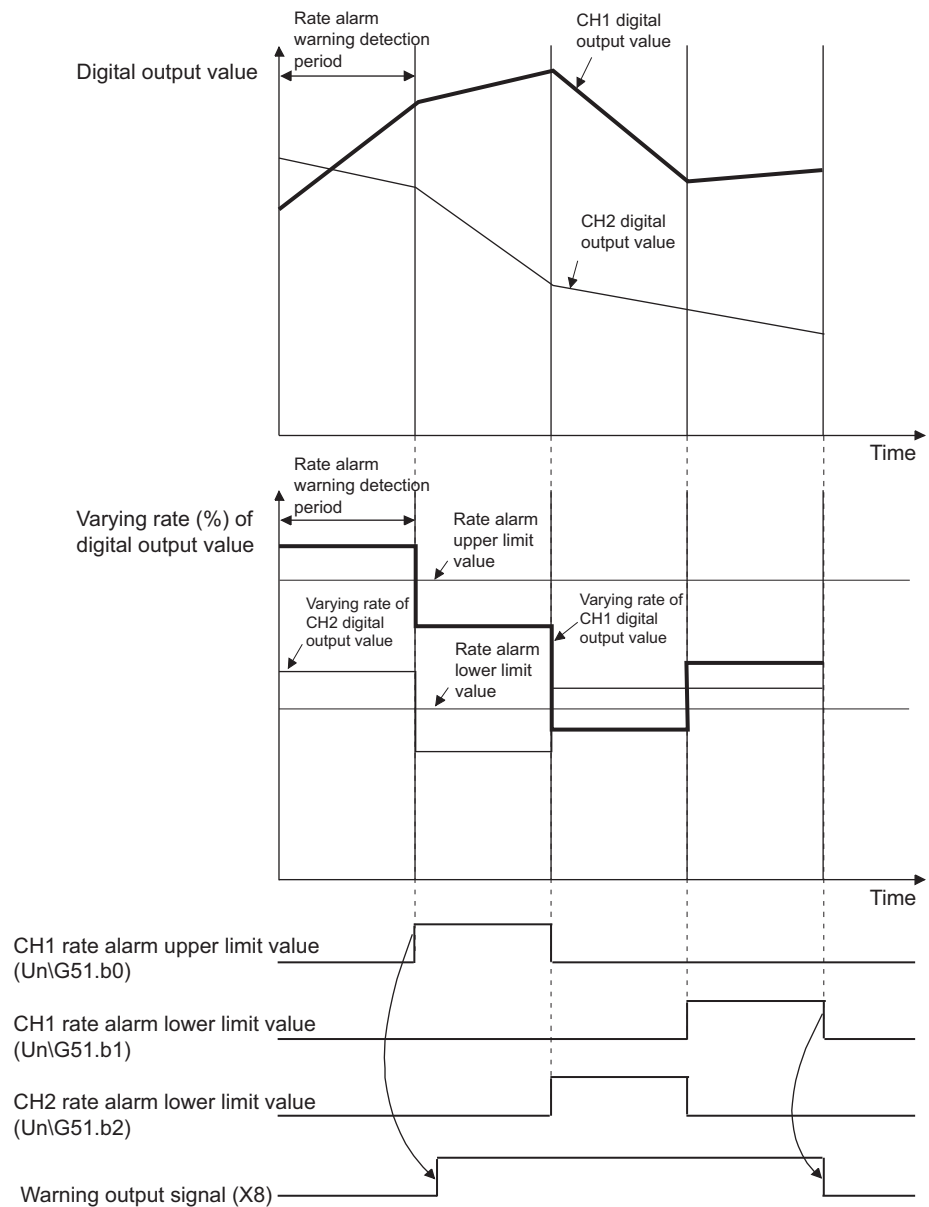 Rate alarm
warning detection
period
CH1 digital
output value
Digital output value
CH2 digital
output value
Time
Rate alarm
warning detection
period
Varying rate (%) of
digital output value
Rate alarm
upper limit
value
Varying rate of
CH2 digital
output value
Varying rate of
CH1 digital
output value
Rate alarm
lower limit
value
Time
CH1 rate alarm upper limit value
(Un\G51.b0)
CH1 rate alarm lower limit value
(Un\G51.b1)
CH2 rate alarm lower limit value
(Un\G51.b2)
Warning output signal (X8)